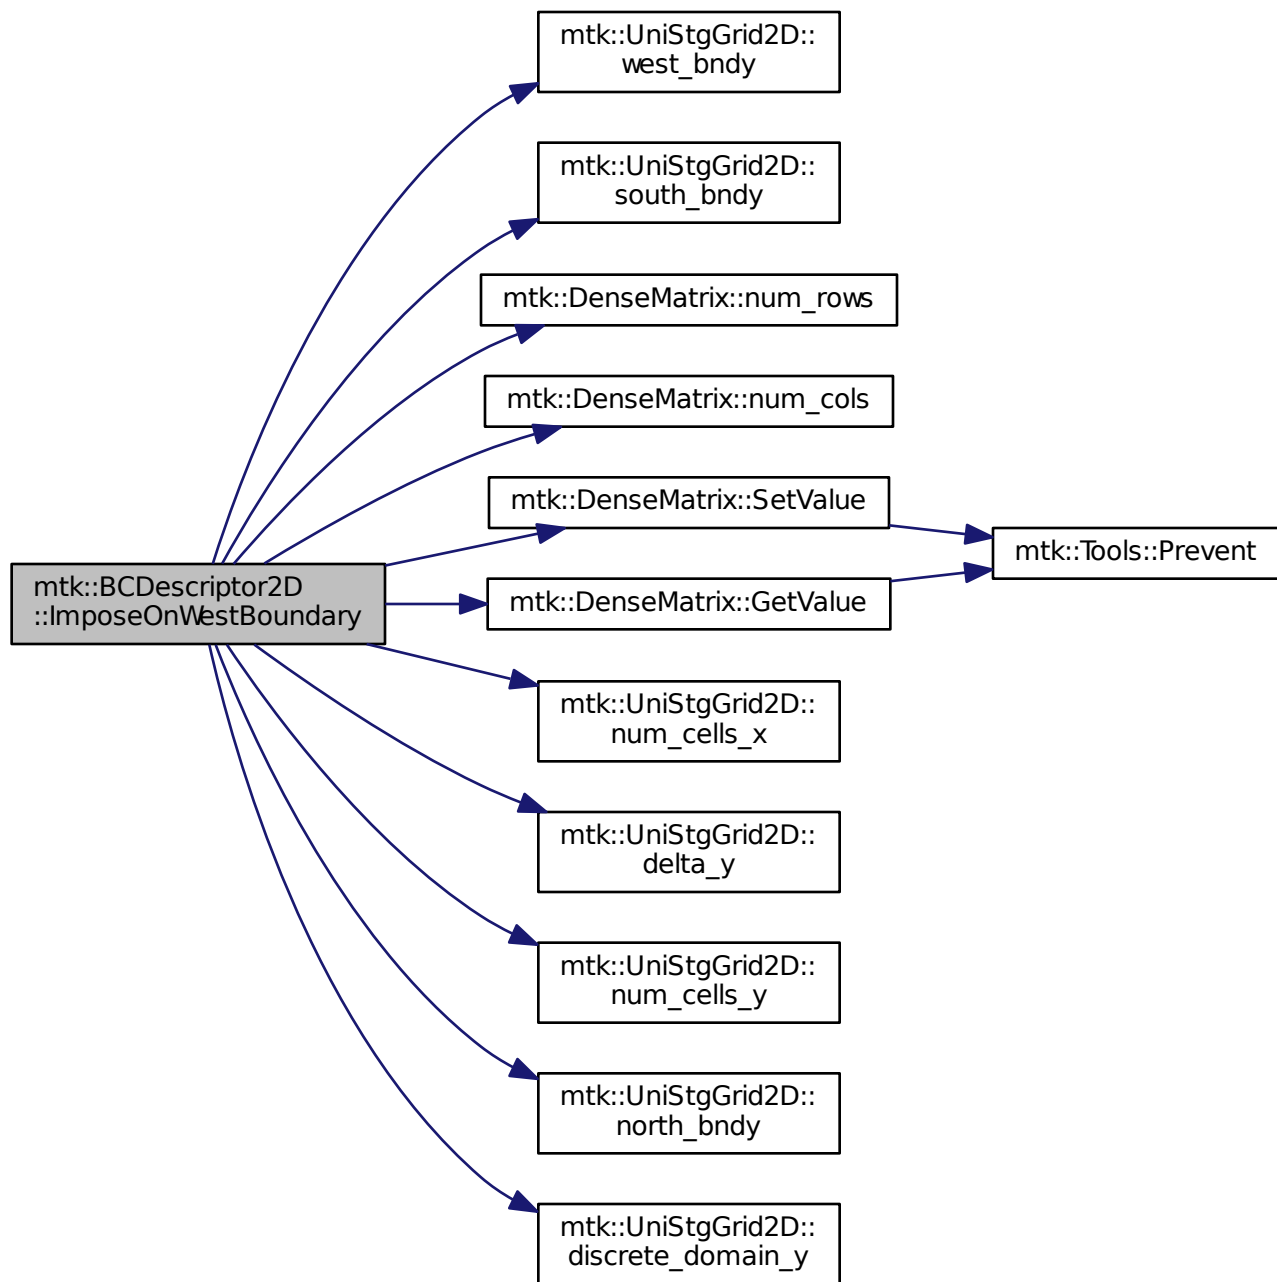 mtk::UniStgGrid2D::
west_bndy
mtk::UniStgGrid2D::
south_bndy
mtk::DenseMatrix::num_rows
mtk::DenseMatrix::num_cols
mtk::DenseMatrix::SetValue
mtk::Tools::Prevent
mtk::BCDescriptor2D
::ImposeOnWestBoundary
mtk::DenseMatrix::GetValue
mtk::UniStgGrid2D::
num_cells_x
mtk::UniStgGrid2D::
delta_y
mtk::UniStgGrid2D::
num_cells_y
mtk::UniStgGrid2D::
north_bndy
mtk::UniStgGrid2D::
discrete_domain_y